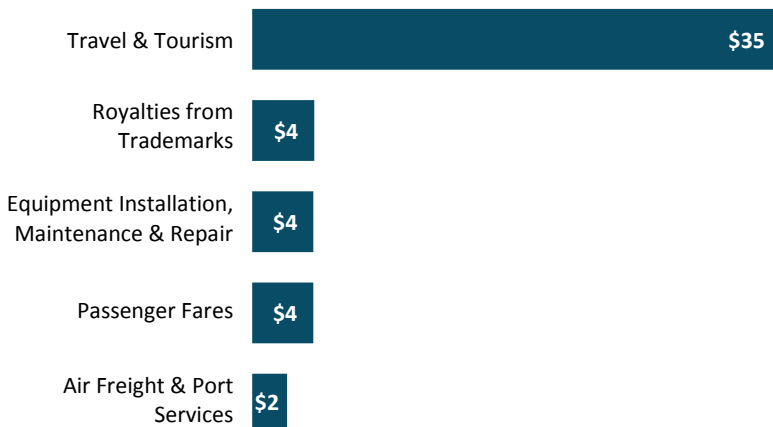 Travel & Tourism
$35
Royalties from
Trademarks
$4
Equipment Installation,
Maintenance & Repair
$4
Passenger Fares
$4
Air Freight & Port
Services
$2